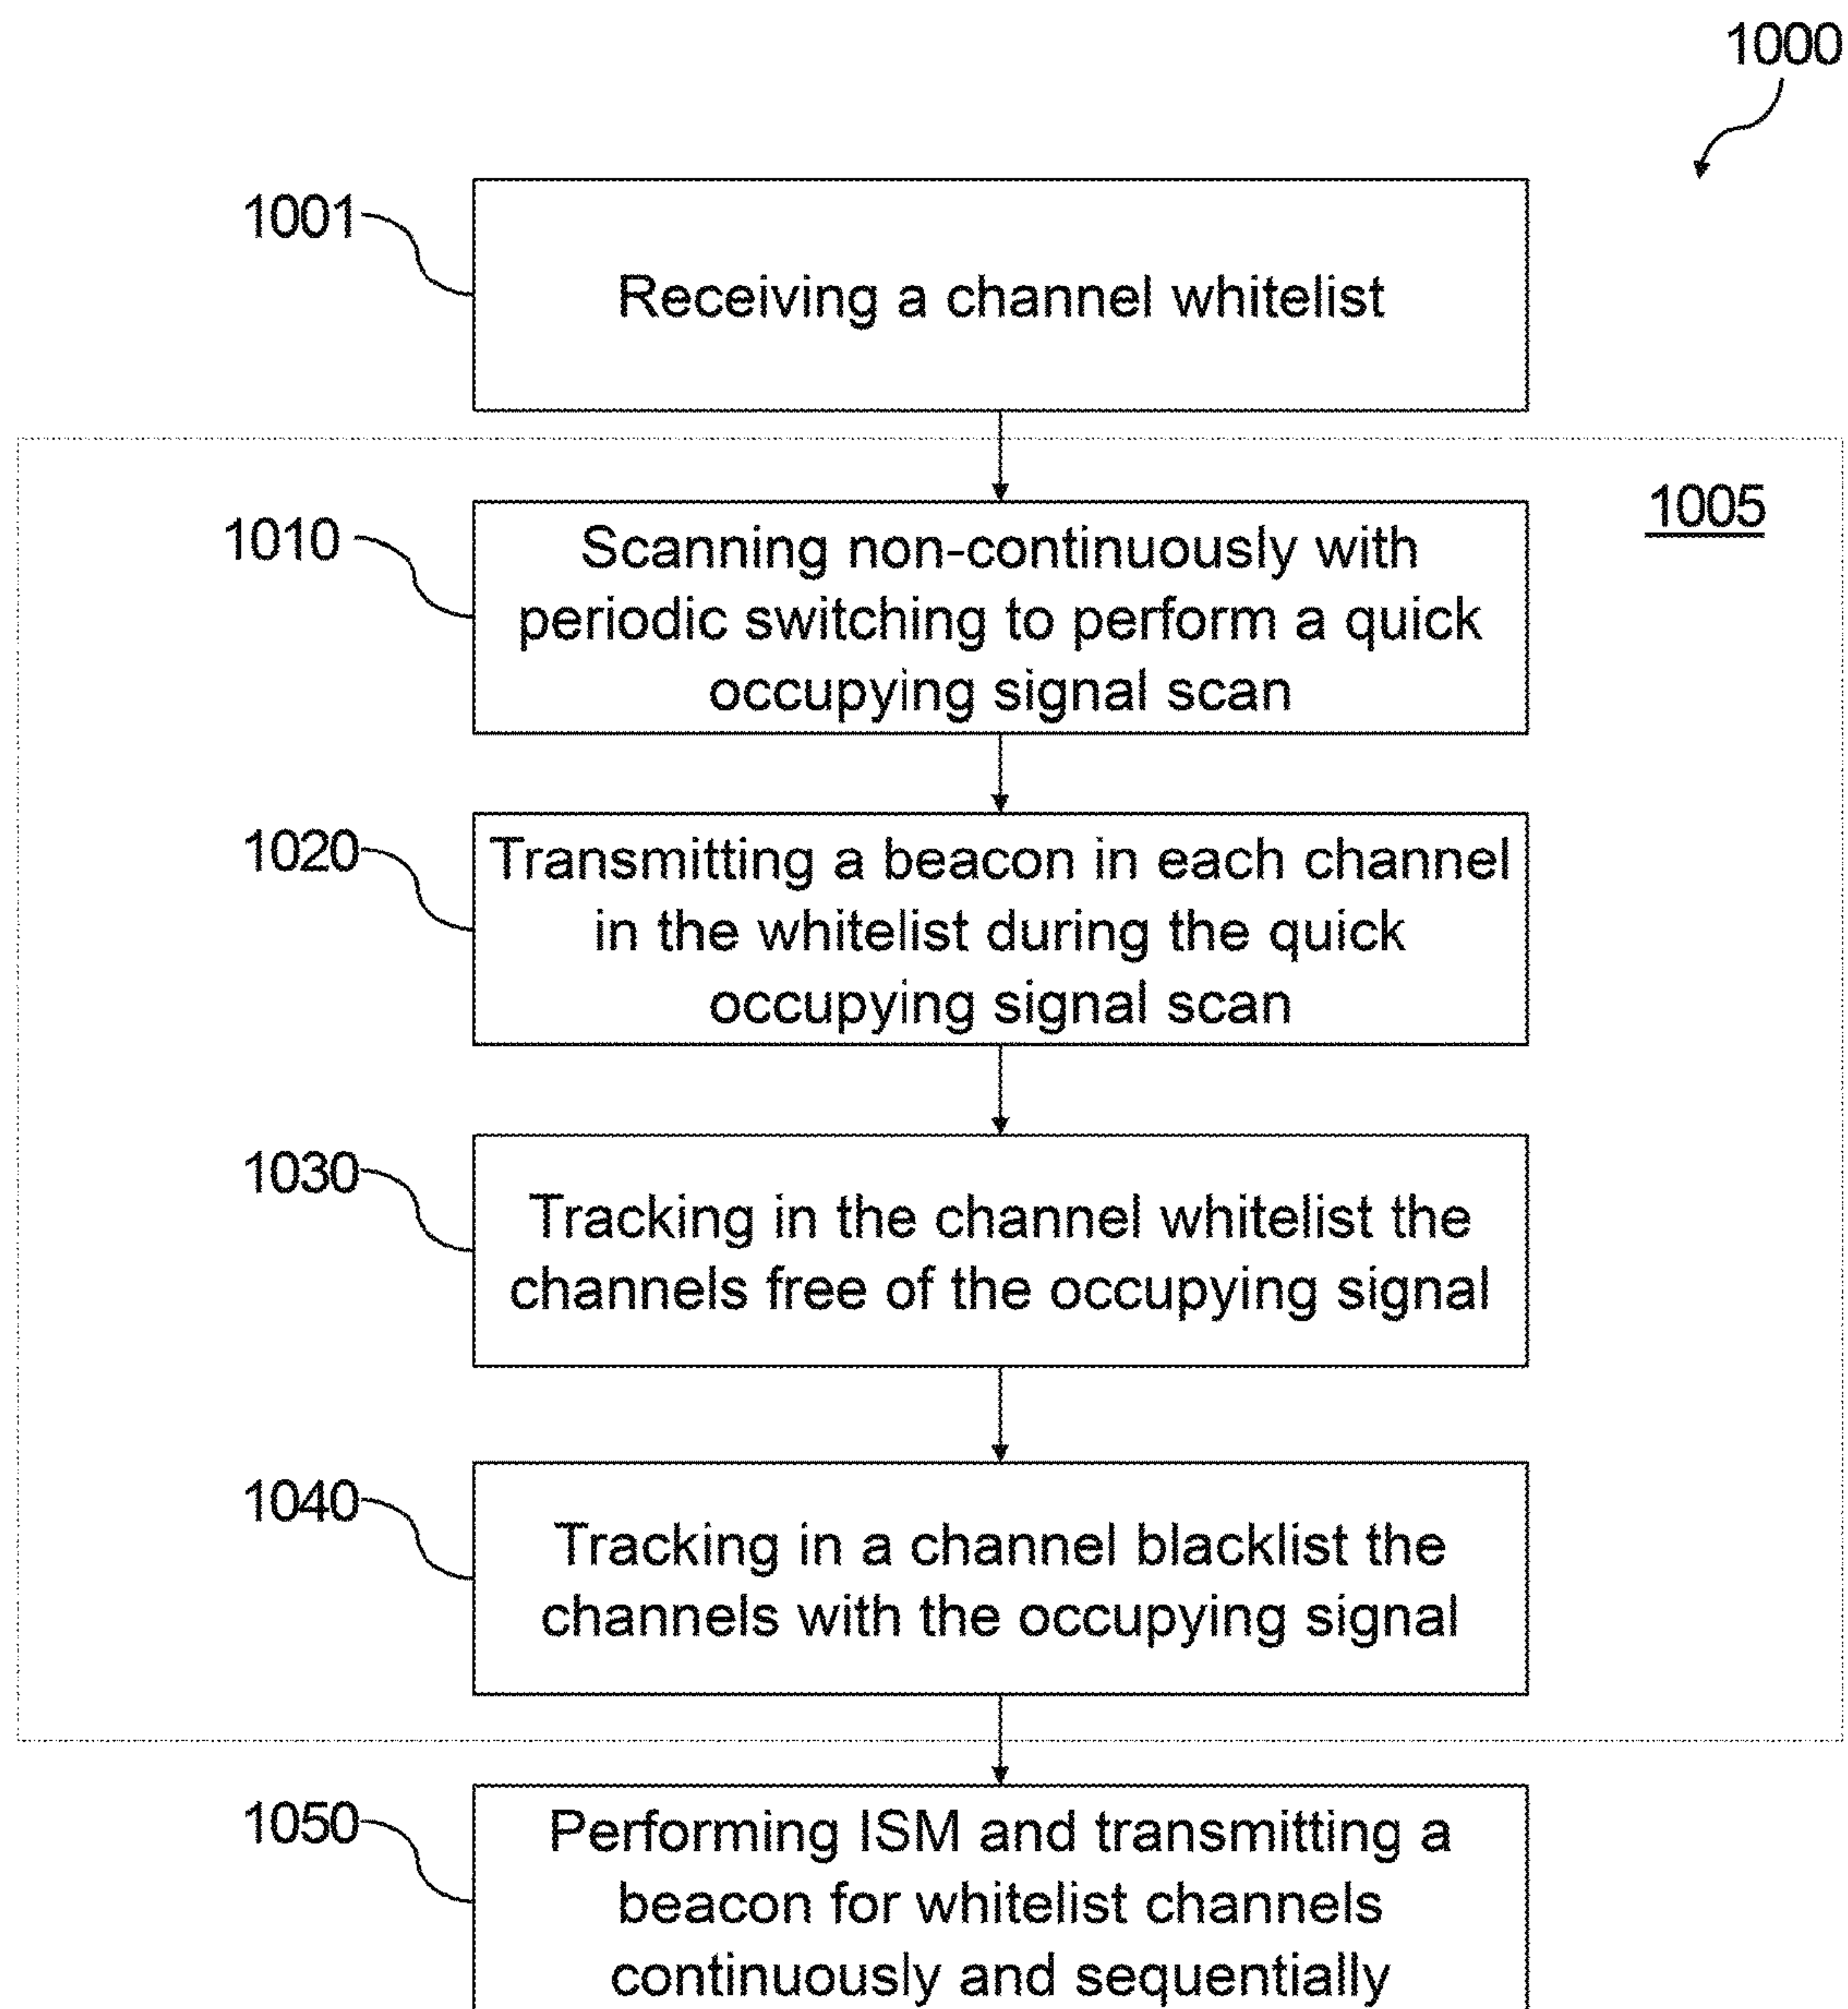 1000
1001
Receiving a channel whitelist
1005
1010
Scanning non-continuously with
periodic switching to perform a quick
occupying signal scan
1020
Transmitting a beacon in each channel
in the whitelist during the quick
occupying signal scan
1030
Tracking in the channel whitelist the
channels free of the occupying signal
1040
Tracking in a channel blacklist the
channels with the occupying signal
1050
Performing ISM and transmitting a
beacon for whitelist channels
continuously and sequentially